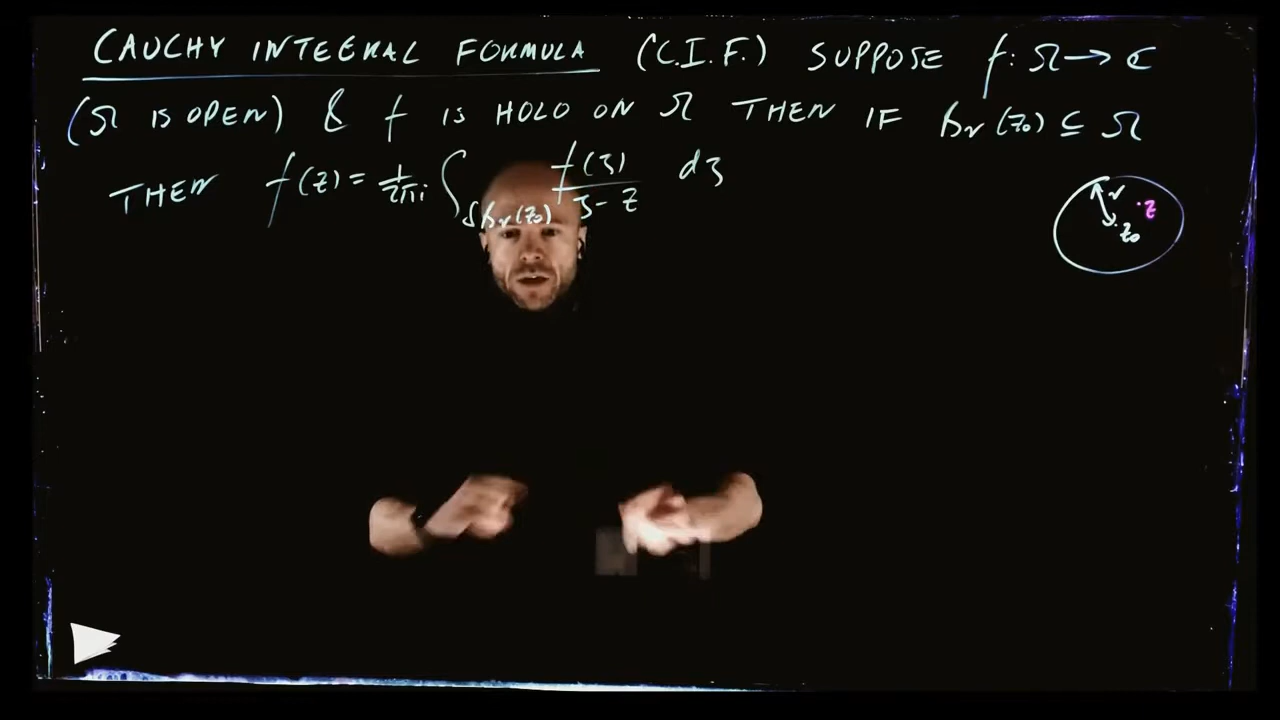 CAUCHY INTEGRAL FORMULA (C.I.F.) SUPPOSE f: Ω → ℂ
(Ω IS OPEN) & f IS HOLO ON Ω THEN IF Br(z₀) ⊆ Ω
THEN f(z) = 1/2πi ∫_{∂Br(z₀)} f(ζ)/ζ - z dζ
r
z
z₀